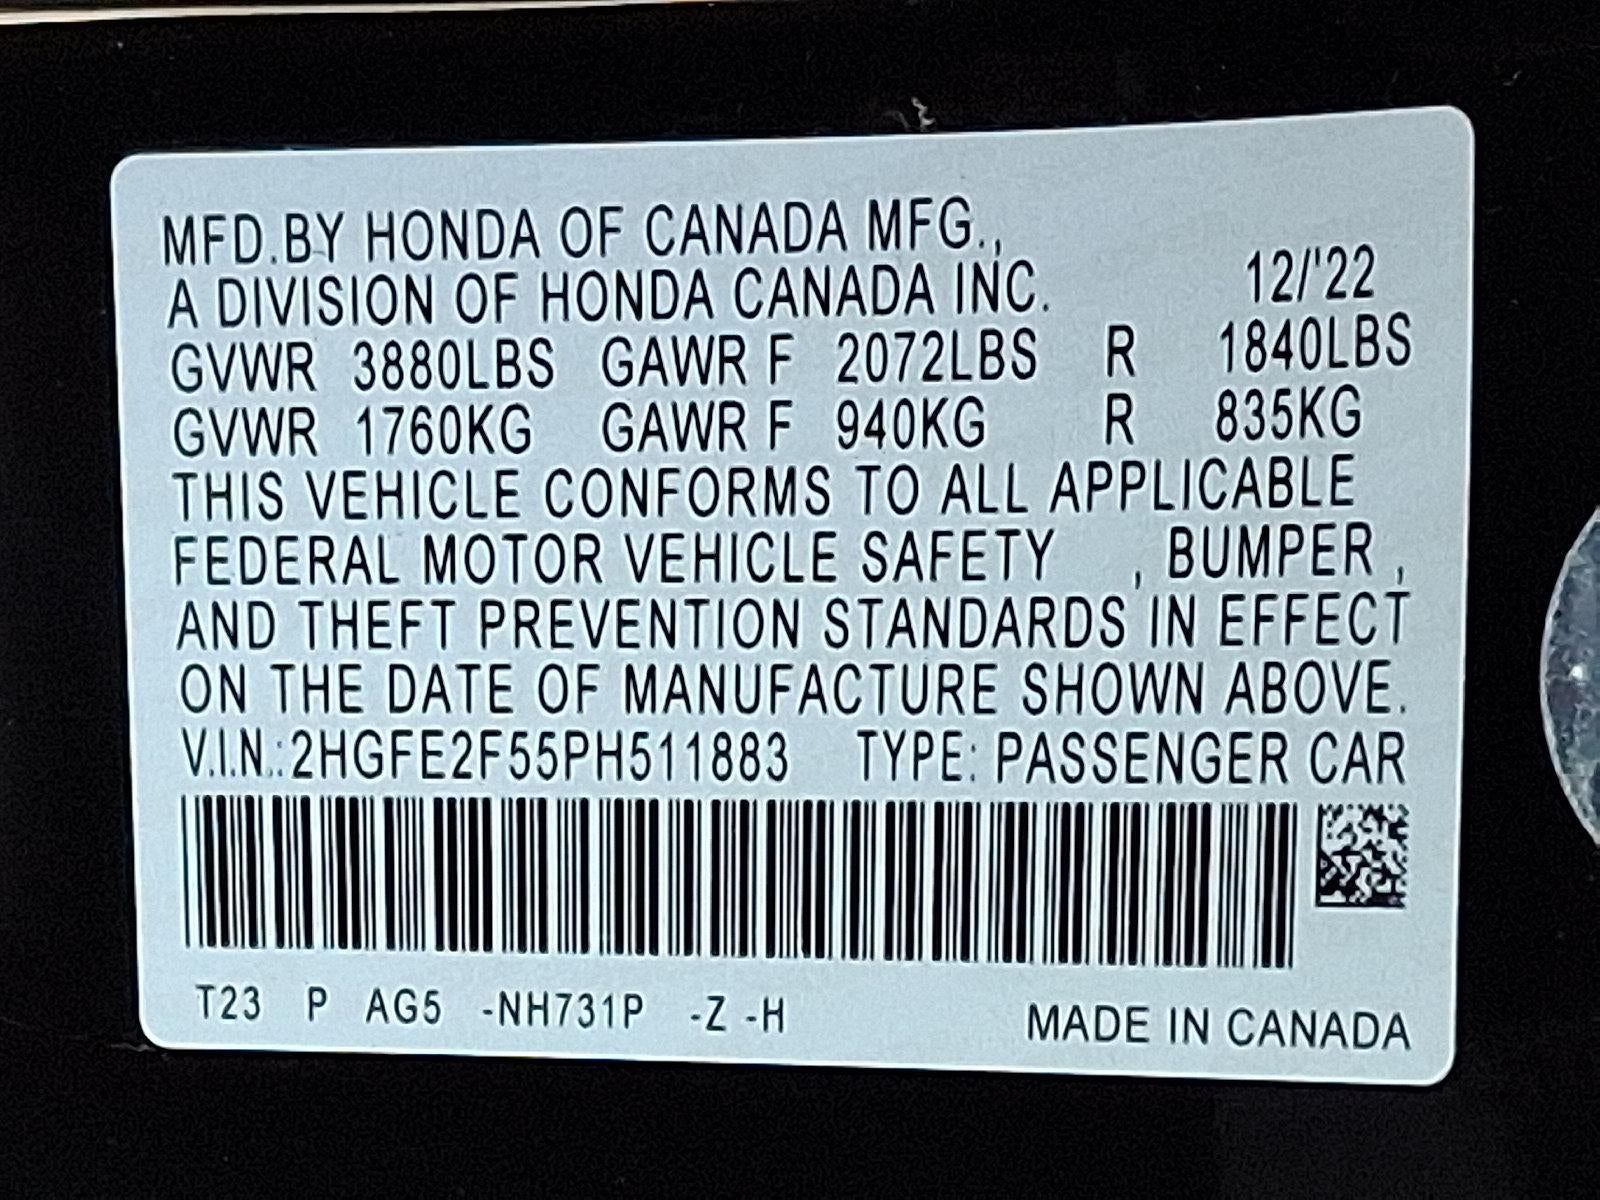 MFD.BY HONDA OF CANADA MFG.,
A DIVISION OF HONDA CANADA INC. 12/'22
GVWR 3880LBS GAWR F 2072LBS R 1840LBS
GVWR 1760KG GAWR F 940KG R 835KG
THIS VEHICLE CONFORMS TO ALL APPLICABLE
FEDERAL MOTOR VEHICLE SAFETY , BUMPER ,
AND THEFT PREVENTION STANDARDS IN EFFECT
ON THE DATE OF MANUFACTURE SHOWN ABOVE.
V.I.N.:2HGFE2F55PH511883 TYPE: PASSENGER CAR
T23 P AG5 -NH731P -Z -H MADE IN CANADA